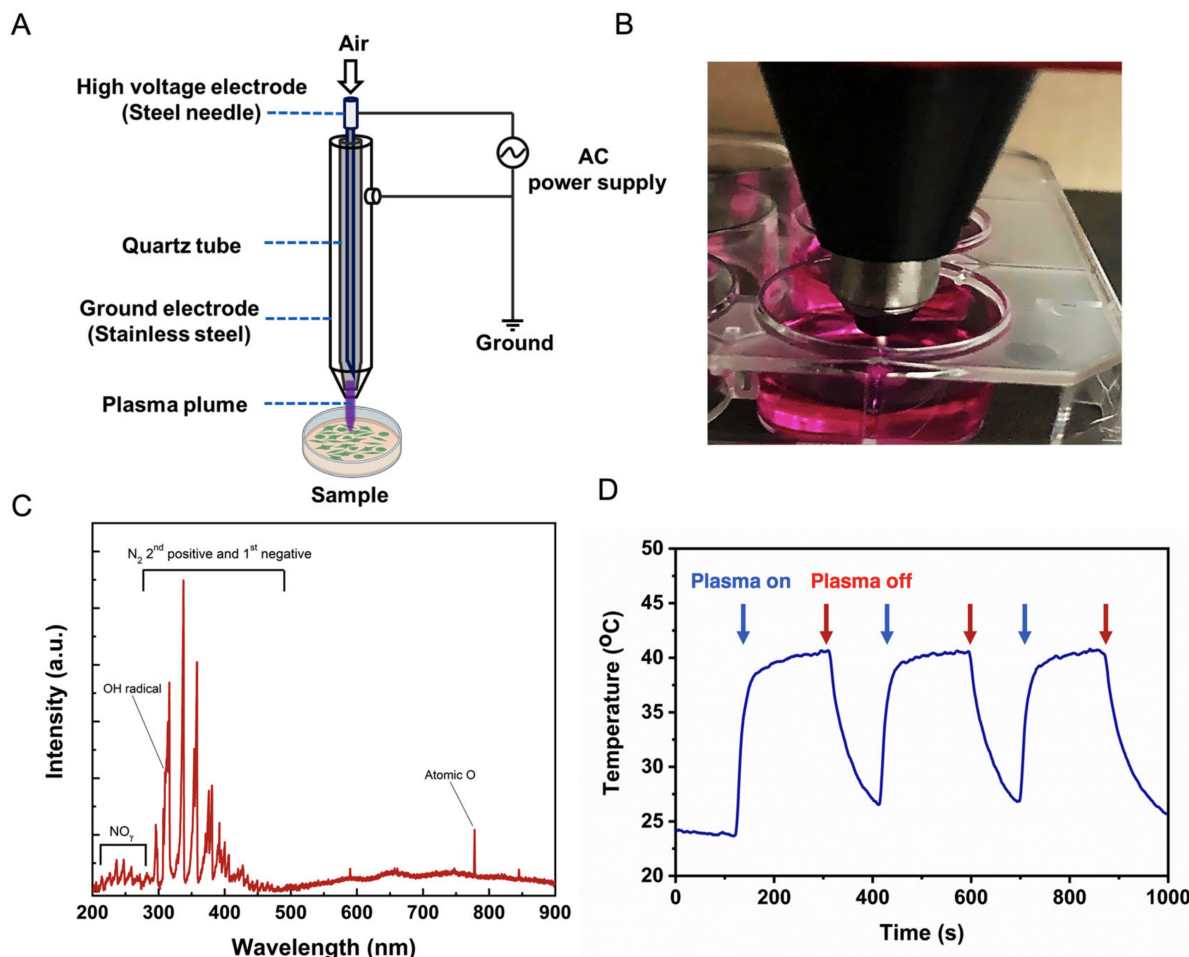 A
Air
High voltage electrode
(Steel needle)
AC
power supply
Quartz tube
Ground electrode
(Stainless steel)
Ground
Plasma plume
Sample
B
C
N₂ 2ⁿᵈ positive and 1ˢᵗ negative
OH radical
Atomic O
NOᵧ
Intensity (a.u.)
200 300 400 500 600 700 800 900
Wavelength (nm)
D
50
45
40
35
30
25
20
Plasma on Plasma off
Temperature (⁰C)
0 200 400 600 800 1000
Time (s)